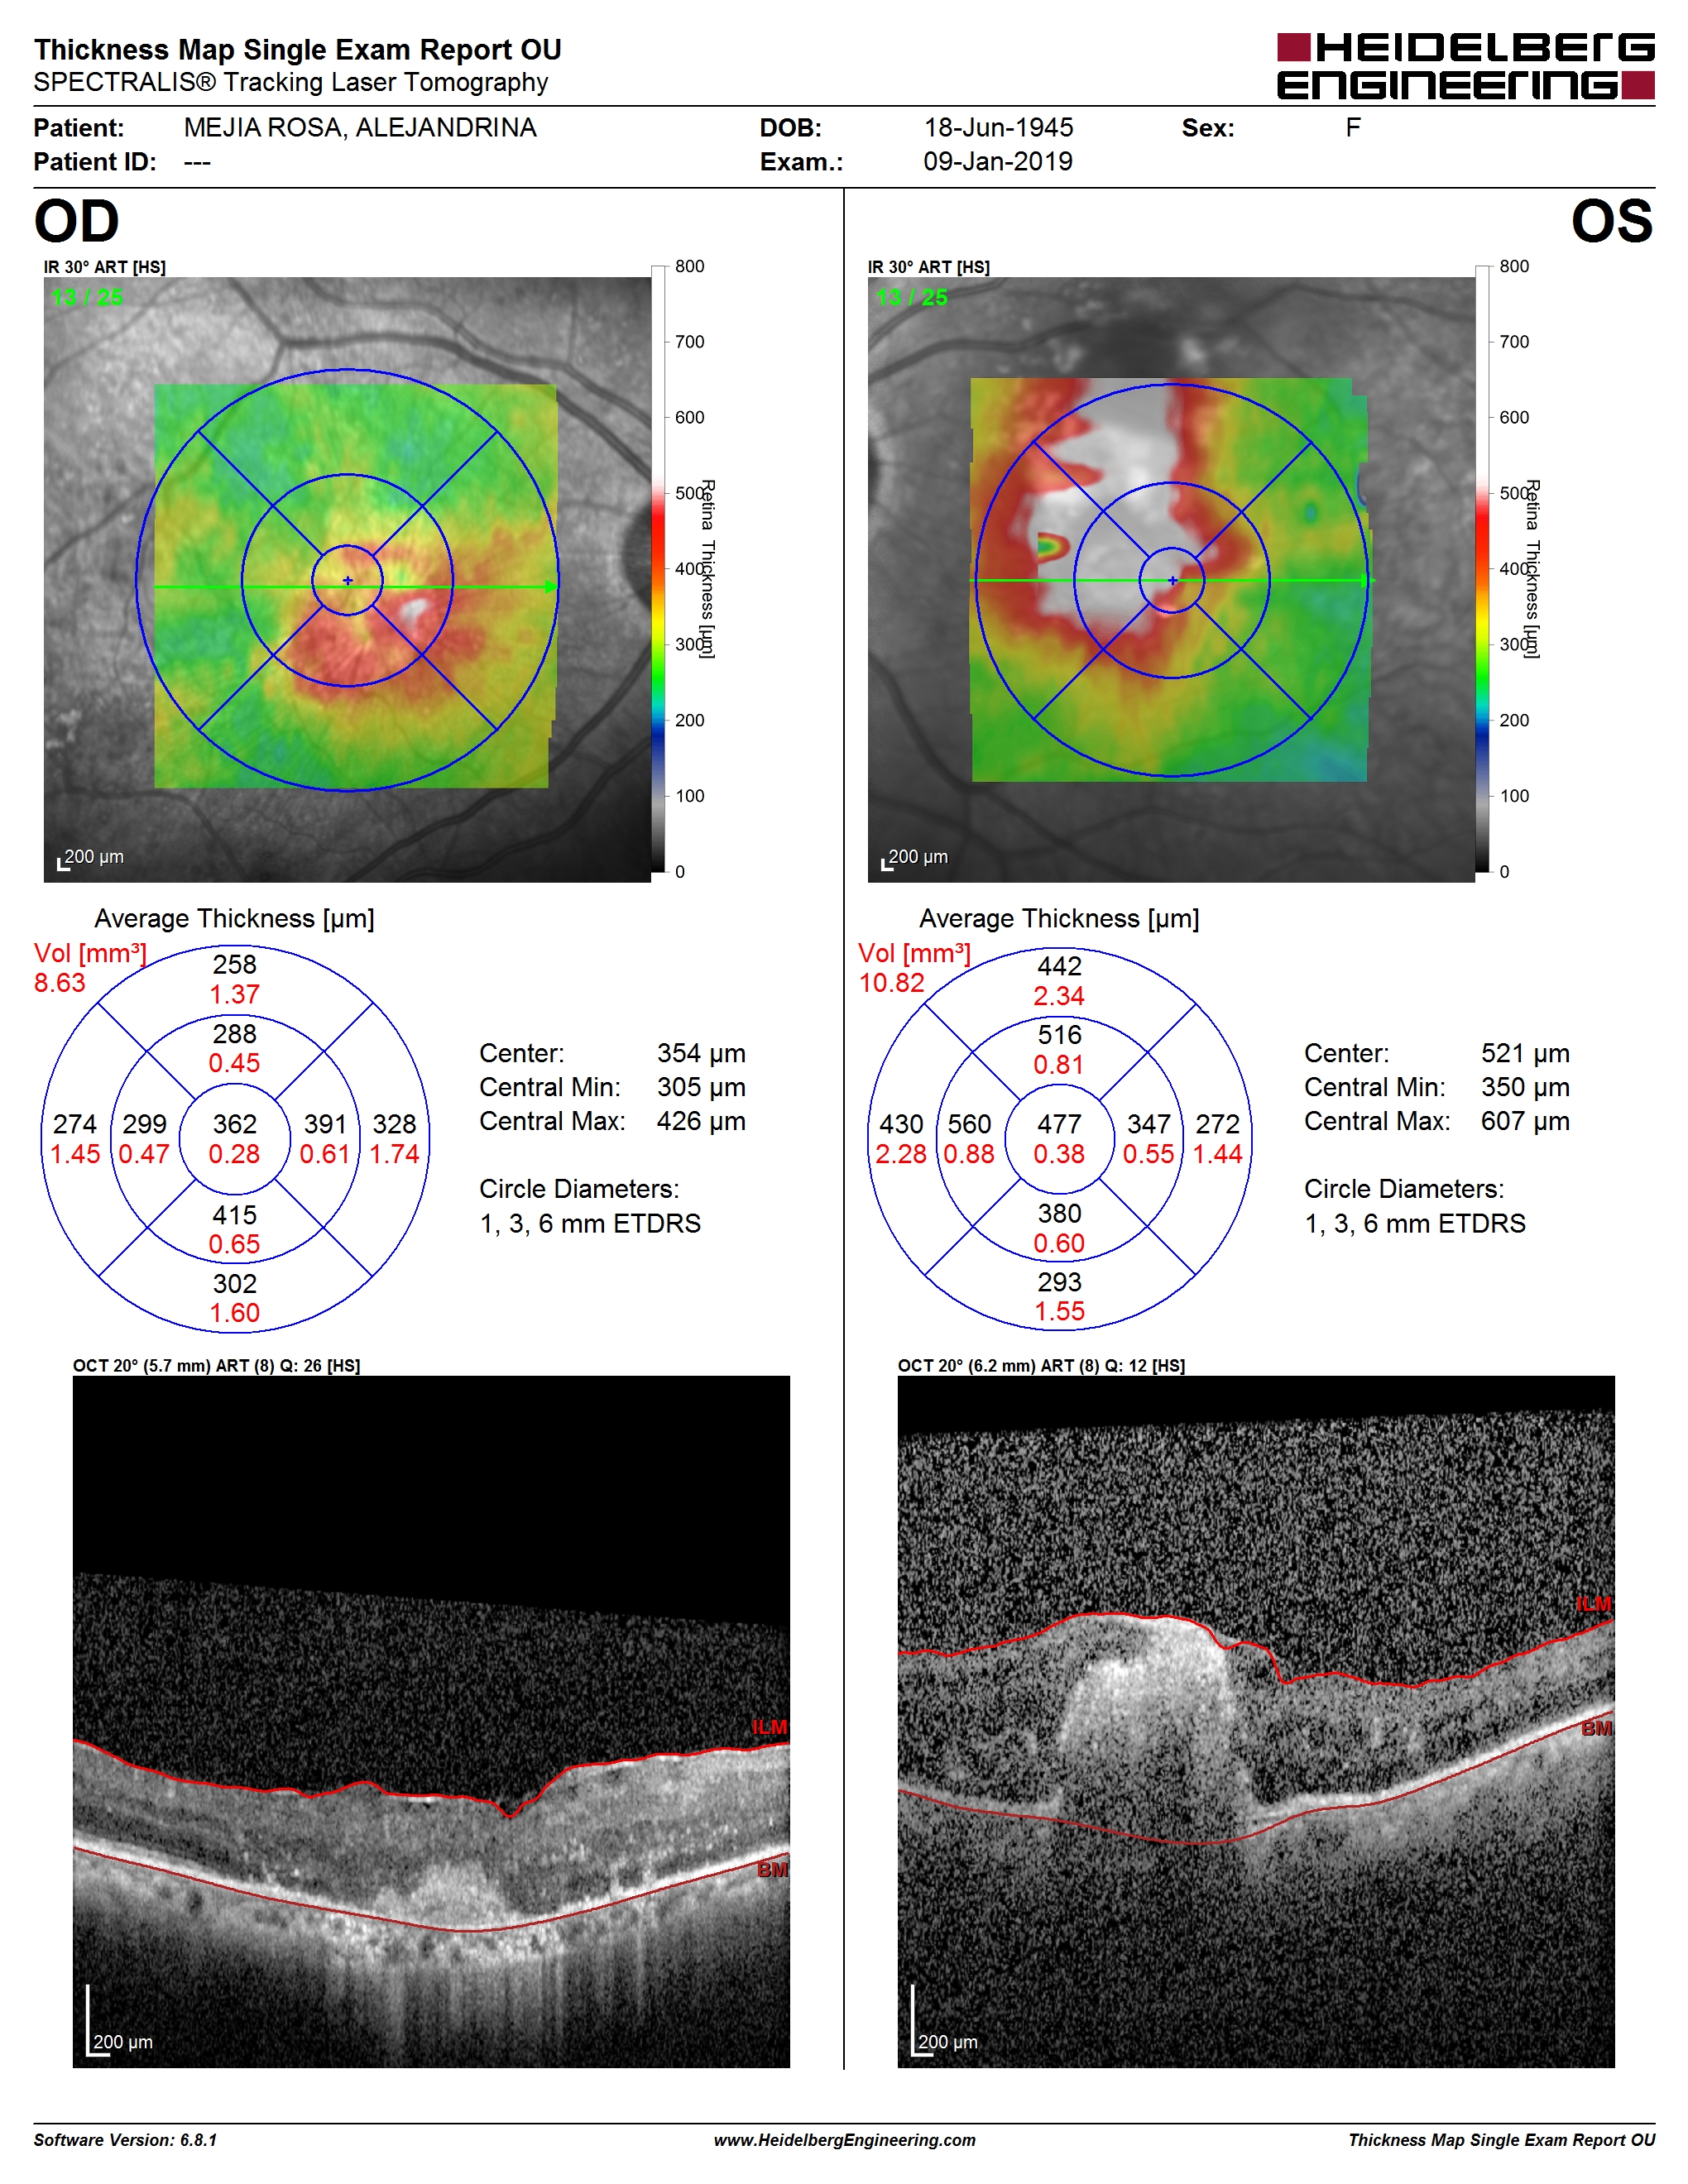 Thickness Map Single Exam Report OU
SPECTRALIS® Tracking Laser Tomography
HEIDELBERG
ENGINEERING
Patient: MEJIA ROSA, ALEJANDRINA DOB: 18-Jun-1945 Sex: F
Patient ID: --- Exam.: 09-Jan-2019
OD
IR 30° ART [HS]
13 / 25
800
700
600
500
400
300
200
100
0
Retina Thickness [µm]
200 µm
Average Thickness [µm]
Vol [mm³]
8.63
258
1.37
288
0.45
274 299 362 391 328
1.45 0.47 0.28 0.61 1.74
415
0.65
302
1.60
Center: 354 µm
Central Min: 305 µm
Central Max: 426 µm
Circle Diameters:
1, 3, 6 mm ETDRS
OCT 20° (5.7 mm) ART (8) Q: 26 [HS]
ILM
BM
200 µm
OS
IR 30° ART [HS]
13 / 25
800
700
600
500
400
300
200
100
0
Retina Thickness [µm]
200 µm
Average Thickness [µm]
Vol [mm³]
10.82
442
2.34
516
0.81
430 560 477 347 272
2.28 0.88 0.38 0.55 1.44
380
0.60
293
1.55
Center: 521 µm
Central Min: 350 µm
Central Max: 607 µm
Circle Diameters:
1, 3, 6 mm ETDRS
OCT 20° (6.2 mm) ART (8) Q: 12 [HS]
ILM
BM
200 µm
Software Version: 6.8.1 www.HeidelbergEngineering.com Thickness Map Single Exam Report OU